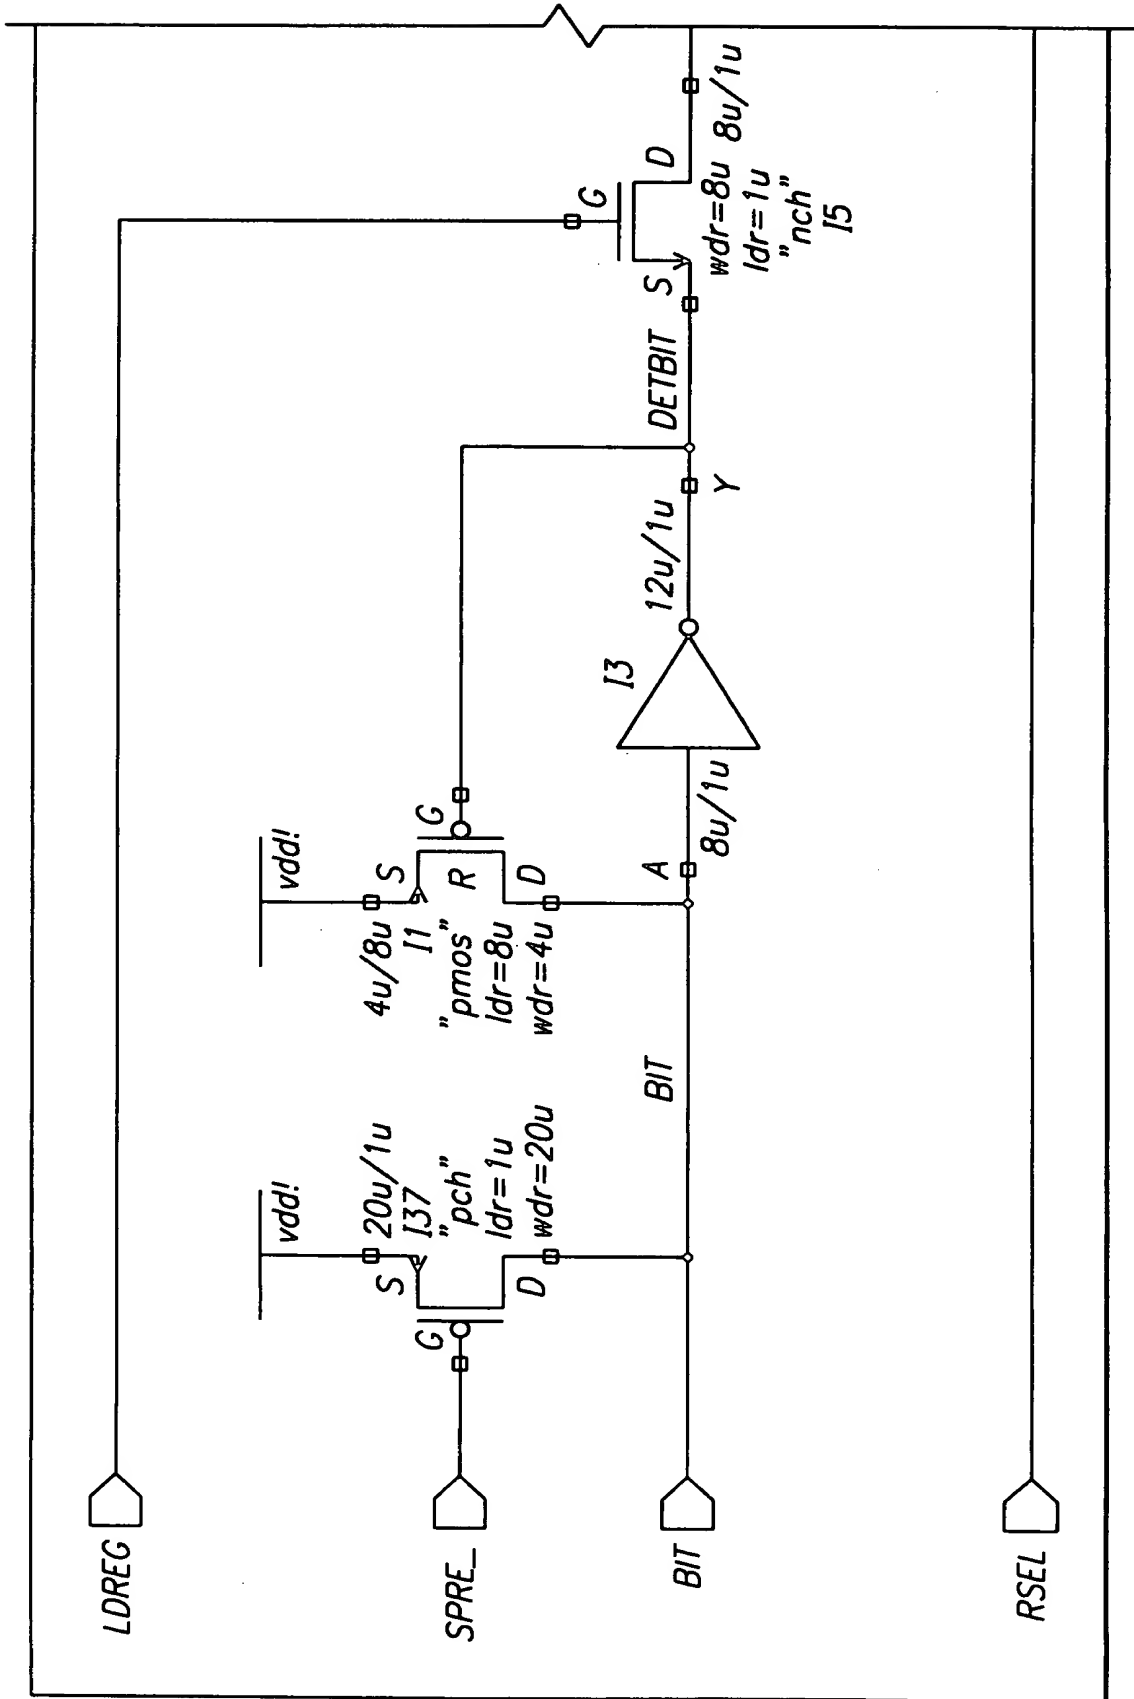 LDREG
SPRE_
BIT
RSEL
vdd!
20u/1u
I37
"pch"
ldr=1u
wdr=20u
S
G
D
vdd!
4u/8u
I1
"pmos"
ldr=8u
wdr=4u
S
G
R
D
BIT
A
8u/1u
I3
12u/1u
Y
DETBIT
S
G
D
wdr=8u 8u/1u
ldr=1u
"nch"
I5